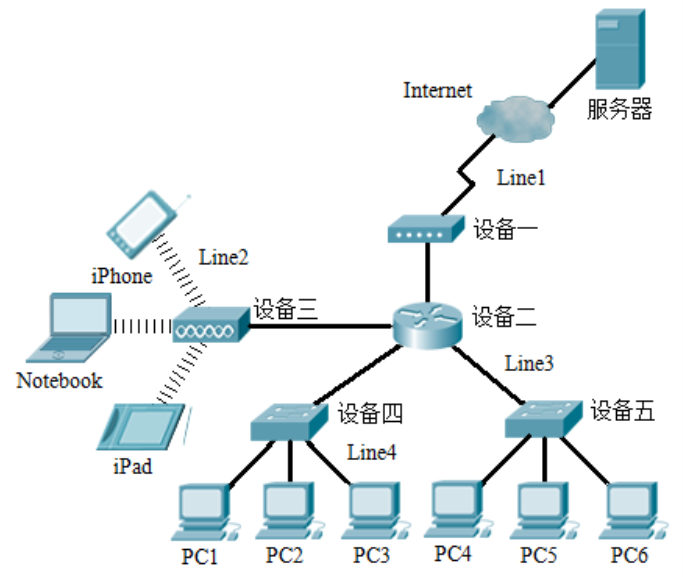 Internet
服务器
Line1
设备一
iPhone
Line2
设备三
设备二
Notebook
Line3
iPad
设备四
设备五
Line4
PC1 PC2 PC3 PC4 PC5 PC6